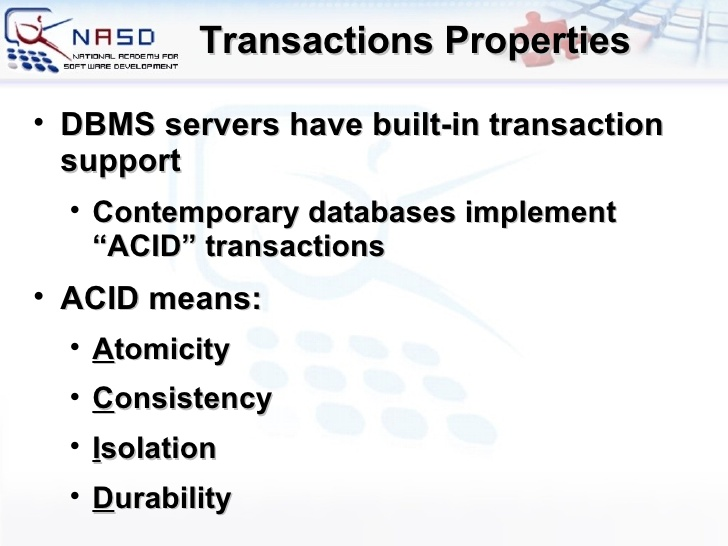 NASD
NATIONAL ACADEMY FOR
SOFTWARE DEVELOPMENT
Transactions Properties
• DBMS servers have built-in transaction
support
• Contemporary databases implement
“ACID” transactions
• ACID means:
• Atomicity
• Consistency
• Isolation
• Durability